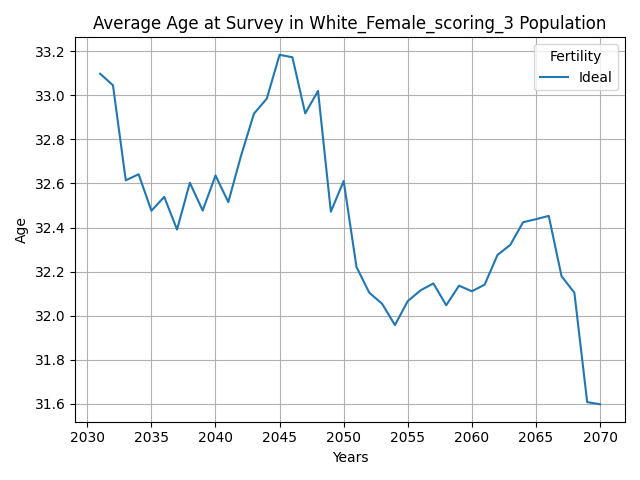 Average Age at Survey in White_Female_scoring_3 Population
Fertility
Ideal
33.2
33.0
32.8
32.6
32.4
32.2
32.0
31.8
31.6
Age
2030 2035 2040 2045 2050 2055 2060 2065 2070
Years